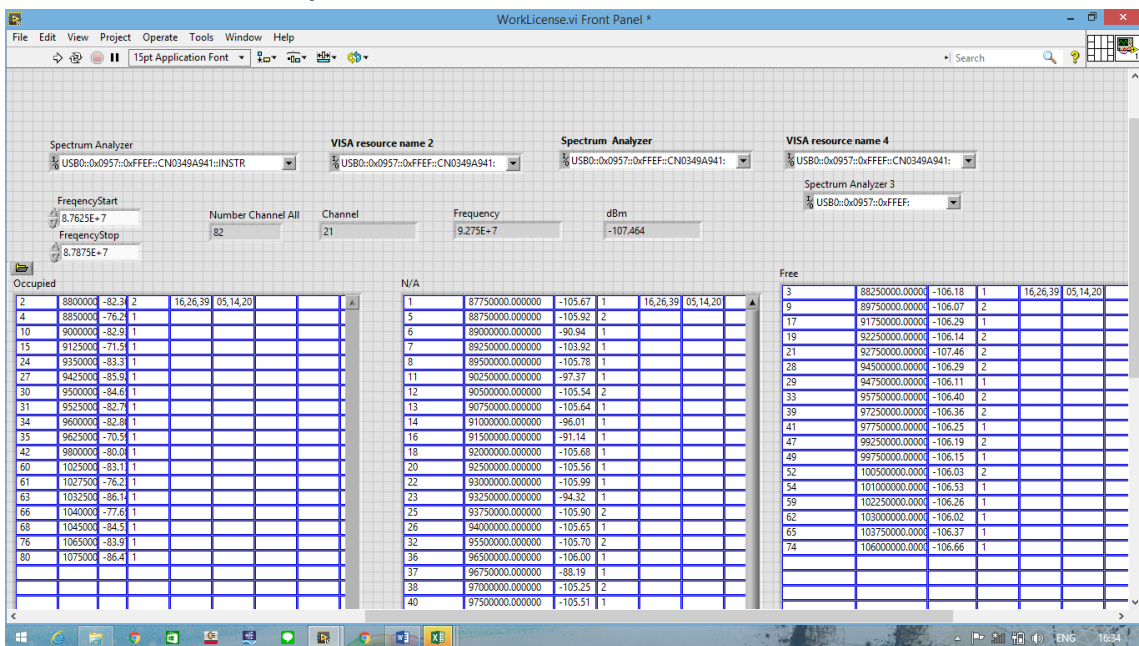 WorkLicense.vi Front Panel *
File Edit View Project Operate Tools Window Help
15pt Application Font
Search
Spectrum Analyzer
USB0::0x0957::0xFFEF::CN0349A941::INSTR
VISA resource name 2
USB0::0x0957::0xFFEF::CN0349A941:
Spectrum Analyzer
USB0::0x0957::0xFFEF::CN0349A941:
VISA resource name 4
USB0::0x0957::0xFFEF::CN0349A941:
Spectrum Analyzer 3
USB0::0x0957::0xFFEF:
FreqencyStart
8.7625E+7
FreqencyStop
8.7875E+7
Number Channel All
82
Channel
21
Frequency
9.275E+7
dBm
-107.464
Occupied
2 8800000 -82.3 2 16,26,39 05,14,20
4 8850000 -76.2 1
10 9000000 -82.9 1
15 9125000 -71.5 1
24 9350000 -83.3 1
27 9425000 -85.9 1
30 9500000 -84.6 1
31 9525000 -82.7 1
34 9600000 -82.8 1
35 9625000 -70.5 1
42 9800000 -80.0 1
60 1025000 -83.1 1
61 1027500 -76.2 1
63 1032500 -86.1 1
66 1040000 -77.6 1
68 1045000 -84.5 1
76 1065000 -83.9 1
80 1075000 -86.4 1
N/A
1 87750000.000000 -105.67 1 16,26,39 05,14,20
5 88750000.000000 -105.92 2
6 89000000.000000 -90.94 1
7 89250000.000000 -103.92 1
8 89500000.000000 -105.78 1
11 90250000.000000 -97.37 1
12 90500000.000000 -105.54 2
13 90750000.000000 -105.64 1
14 91000000.000000 -96.01 1
16 91500000.000000 -91.14 1
18 92000000.000000 -105.68 1
20 92500000.000000 -105.56 1
22 93000000.000000 -105.99 1
23 93250000.000000 -94.32 1
25 93750000.000000 -105.90 2
26 94000000.000000 -105.65 1
32 95500000.000000 -105.70 2
36 96500000.000000 -106.00 1
37 96750000.000000 -88.19 1
38 97000000.000000 -105.25 2
40 97500000.000000 -105.51 1
Free
3 88250000.0000 -106.18 1 16,26,39 05,14,20
9 89750000.0000 -106.07 2
17 91750000.0000 -106.29 1
19 92250000.0000 -106.14 2
21 92750000.0000 -107.46 2
28 94500000.0000 -106.29 2
29 94750000.0000 -106.11 1
33 95750000.0000 -106.40 2
39 97250000.0000 -106.36 2
41 97750000.0000 -106.25 1
47 99250000.0000 -106.19 2
49 99750000.0000 -106.15 1
52 100500000.000 -106.03 2
54 101000000.000 -106.53 1
59 102250000.000 -106.26 1
62 103000000.000 -106.02 1
65 103750000.000 -106.37 1
74 106000000.000 -106.66 1
ENG 16:34